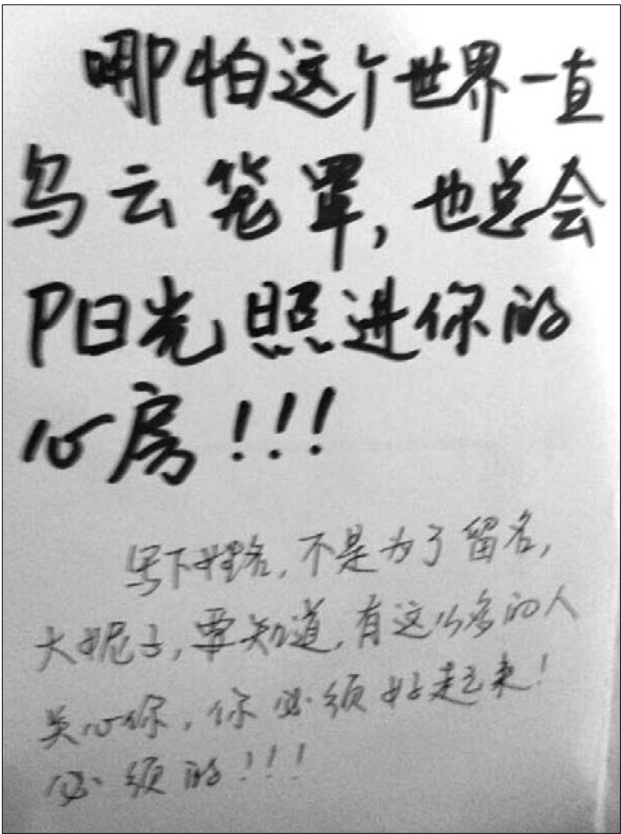 哪怕这个世界一直
乌云笼罩,也总会
阳光照进你的
心房!!!
写下姓名,不是为了留名,
大妮子,要知道,有这么多的人
关心你,你必须好起来!
必须的!!!